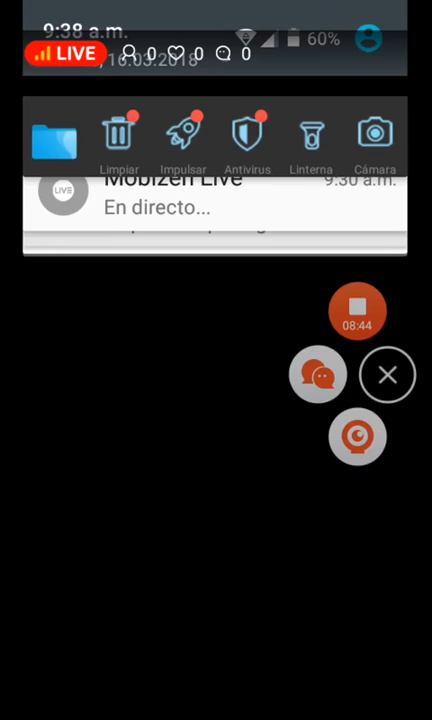 9:38 a.m.
60%
LIVE 0 0 0
, 16.03.2018
Limpiar Impulsar Antivirus Linterna Cámara
LIVE
Mobizen Live 9:30 a.m.
En directo...
08:44